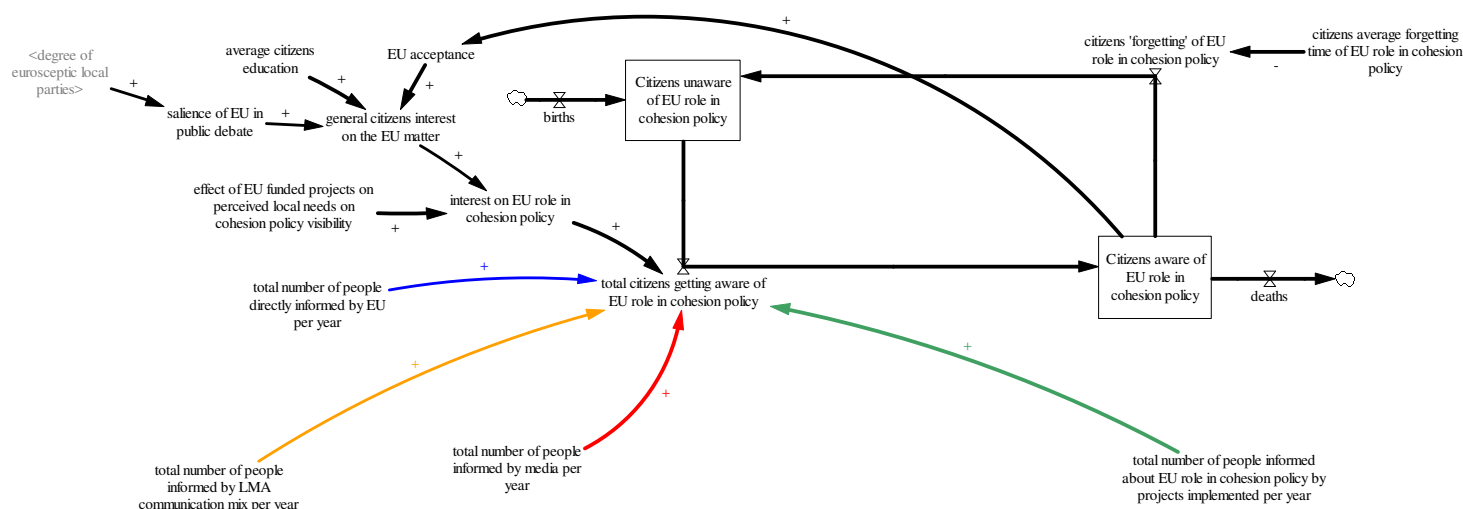 <degree of
eurosceptic local
parties>
+
average citizens
education
+
EU acceptance
+
+
salience of EU in
public debate
+
general citizens interest
on the EU matter
+
effect of EU funded projects on
perceived local needs on
cohesion policy visibility
+
interest on EU role in
cohesion policy
+
births
Citizens unaware
of EU role in
cohesion policy
citizens 'forgetting' of EU
role in cohesion policy
-
citizens average forgetting
time of EU role in cohesion
policy
total number of people
directly informed by EU
per year
+
total citizens getting aware of
EU role in cohesion policy
Citizens aware of
EU role in
cohesion policy
deaths
+
+
+
total number of people
informed by LMA
communication mix per year
total number of people
informed by media per
year
total number of people informed
about EU role in cohesion policy by
projects implemented per year